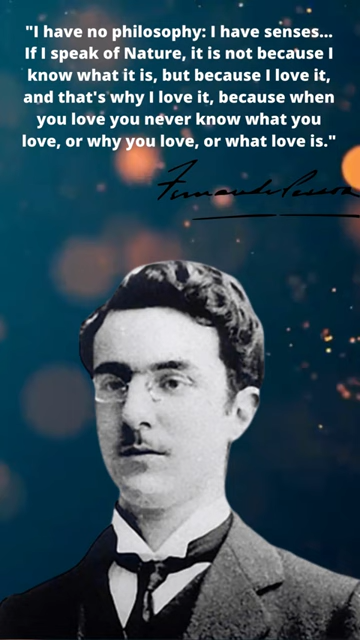 "I have no philosophy: I have senses...
If I speak of Nature, it is not because I
know what it is, but because I love it,
and that's why I love it, because when
you love you never know what you
love, or why you love, or what love is."
Fernando Pessoa